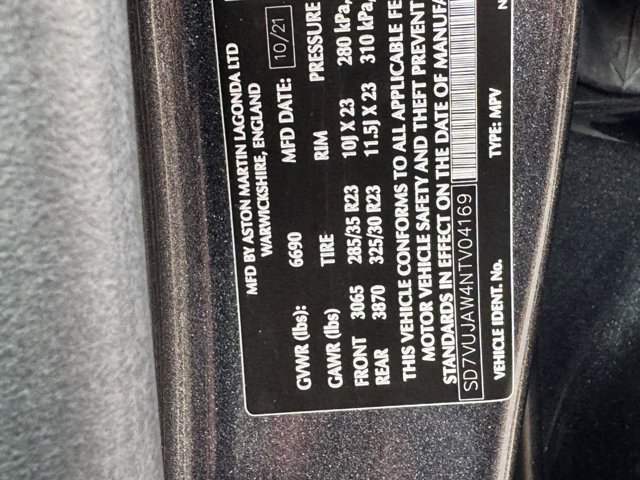 MFD BY ASTON MARTIN LAGONDA LTD
WARWICKSHIRE, ENGLAND
GVWR (lbs): 6690 MFD DATE: 10/21
GAWR (lbs) TIRE RIM PRESSURE
FRONT 3065 285/35 R23 10J X 23 280 kPa,
REAR 3870 325/30 R23 11.5J X 23 310 kPa,
THIS VEHICLE CONFORMS TO ALL APPLICABLE FE
MOTOR VEHICLE SAFETY AND THEFT PREVENT
STANDARDS IN EFFECT ON THE DATE OF MANUFA
SD7VUJAW4NTV04169
VEHICLE IDENT. No. TYPE: MPV